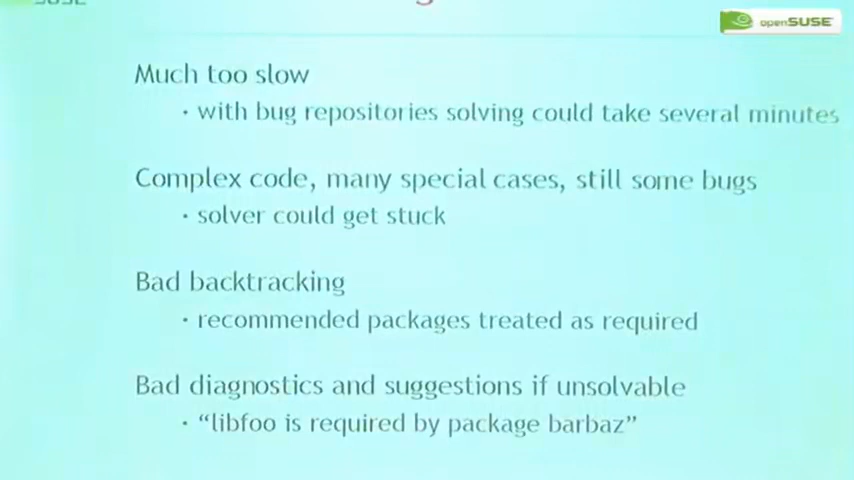 openSUSE
Much too slow
· with bug repositories solving could take several minutes
Complex code, many special cases, still some bugs
· solver could get stuck
Bad backtracking
· recommended packages treated as required
Bad diagnostics and suggestions if unsolvable
· “libfoo is required by package barbaz”